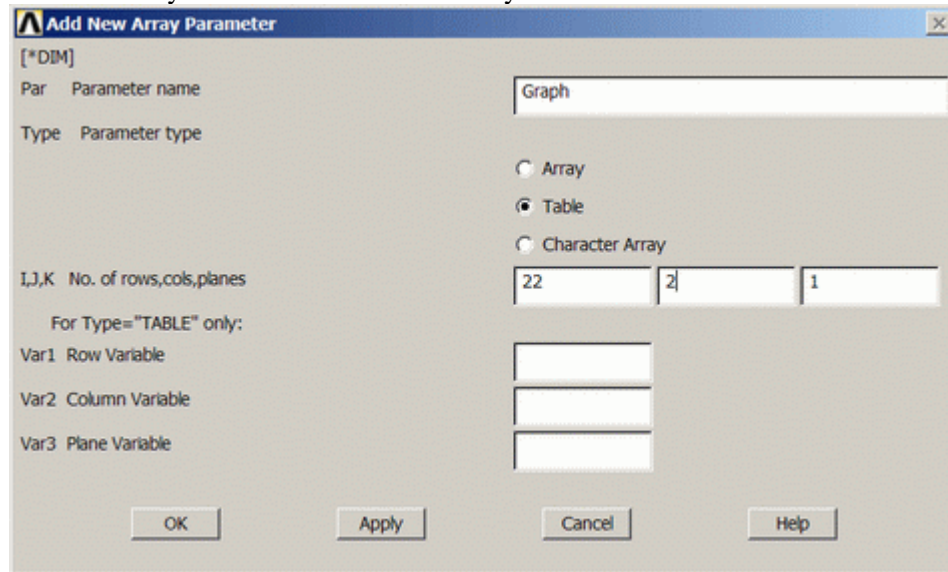 Add New Array Parameter
[*DIM]
Par Parameter name Graph
Type Parameter type
Array
Table
Character Array
I,J,K No. of rows,cols,planes 22 2 1
For Type="TABLE" only:
Var1 Row Variable
Var2 Column Variable
Var3 Plane Variable
OK Apply Cancel Help